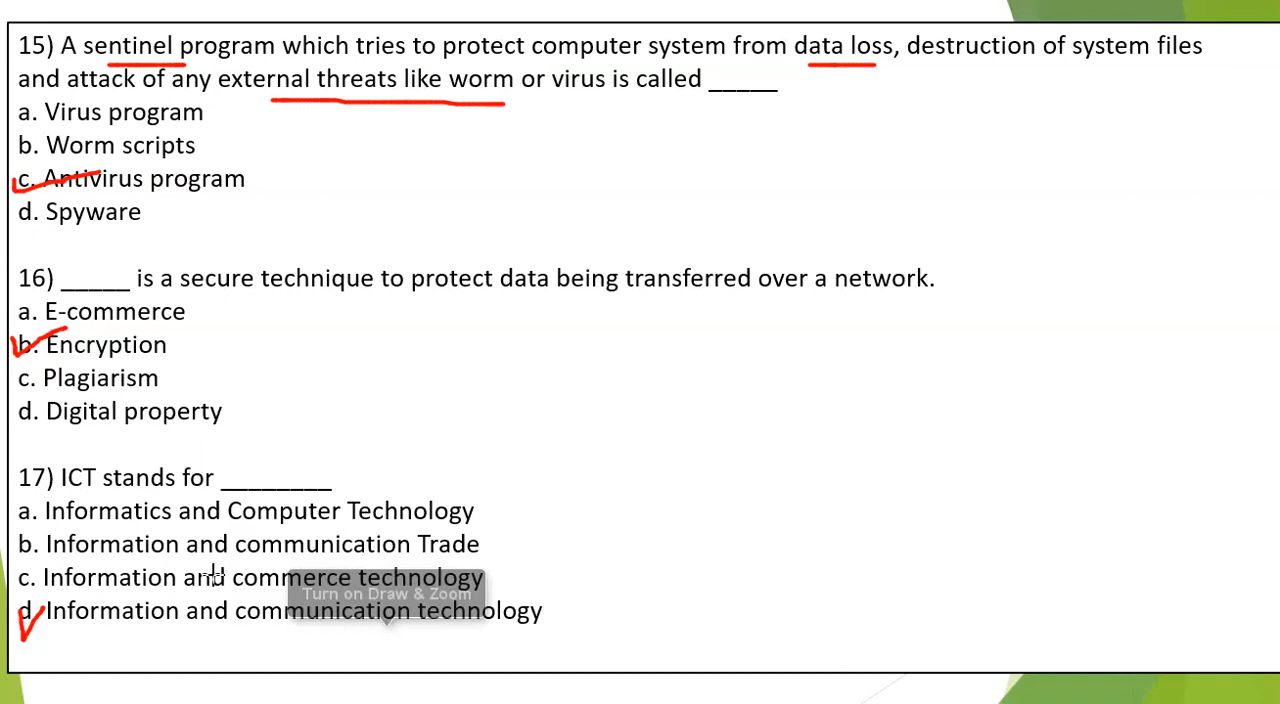 15) A sentinel program which tries to protect computer system from data loss, destruction of system files
and attack of any external threats like worm or virus is called _____
a. Virus program
b. Worm scripts
c. Antivirus program
d. Spyware
16) _____ is a secure technique to protect data being transferred over a network.
a. E-commerce
b. Encryption
c. Plagiarism
d. Digital property
17) ICT stands for ________
a. Informatics and Computer Technology
b. Information and communication Trade
c. Information and commerce technology
Turn on Draw & Zoom
d. Information and communication technology